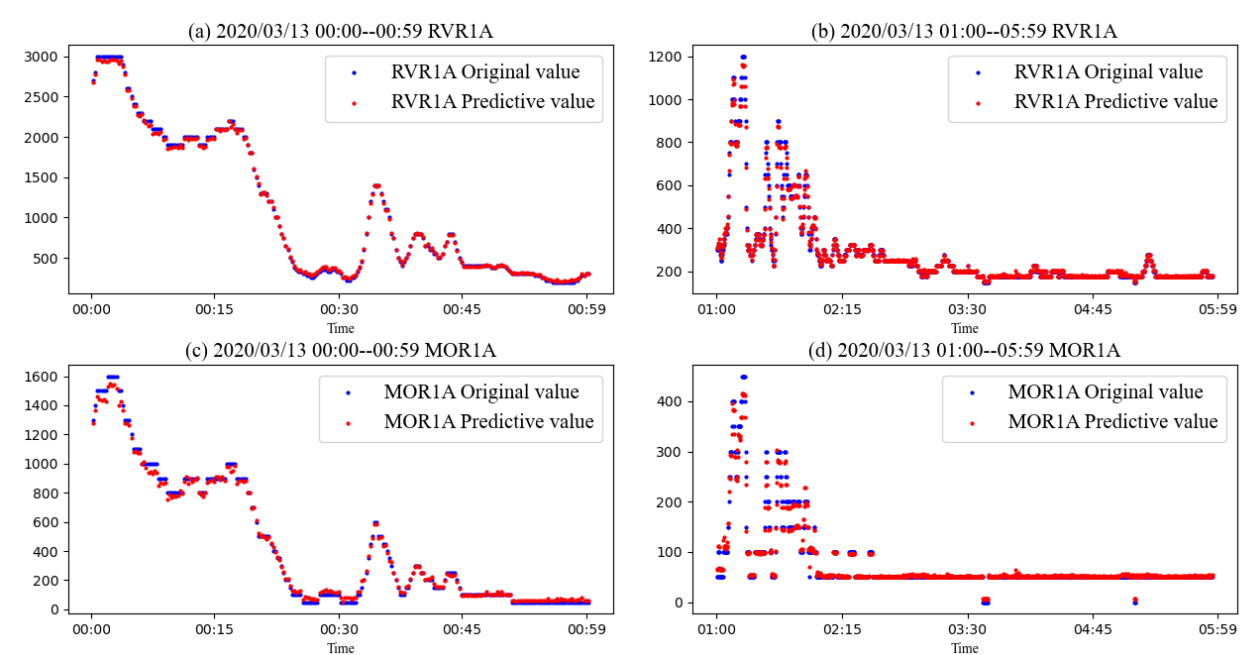 (a) 2020/03/13 00:00--00:59 RVR1A
3000
2500
2000
1500
1000
500
RVR1A Original value
RVR1A Predictive value
00:00 00:15 00:30 00:45 00:59
Time
(b) 2020/03/13 01:00--05:59 RVR1A
1200
1000
800
600
400
200
RVR1A Original value
RVR1A Predictive value
01:00 02:15 03:30 04:45 05:59
Time
(c) 2020/03/13 00:00--00:59 MOR1A
1600
1400
1200
1000
800
600
400
200
0
MOR1A Original value
MOR1A Predictive value
00:00 00:15 00:30 00:45 00:59
Time
(d) 2020/03/13 01:00--05:59 MOR1A
400
300
200
100
0
MOR1A Original value
MOR1A Predictive value
01:00 02:15 03:30 04:45 05:59
Time